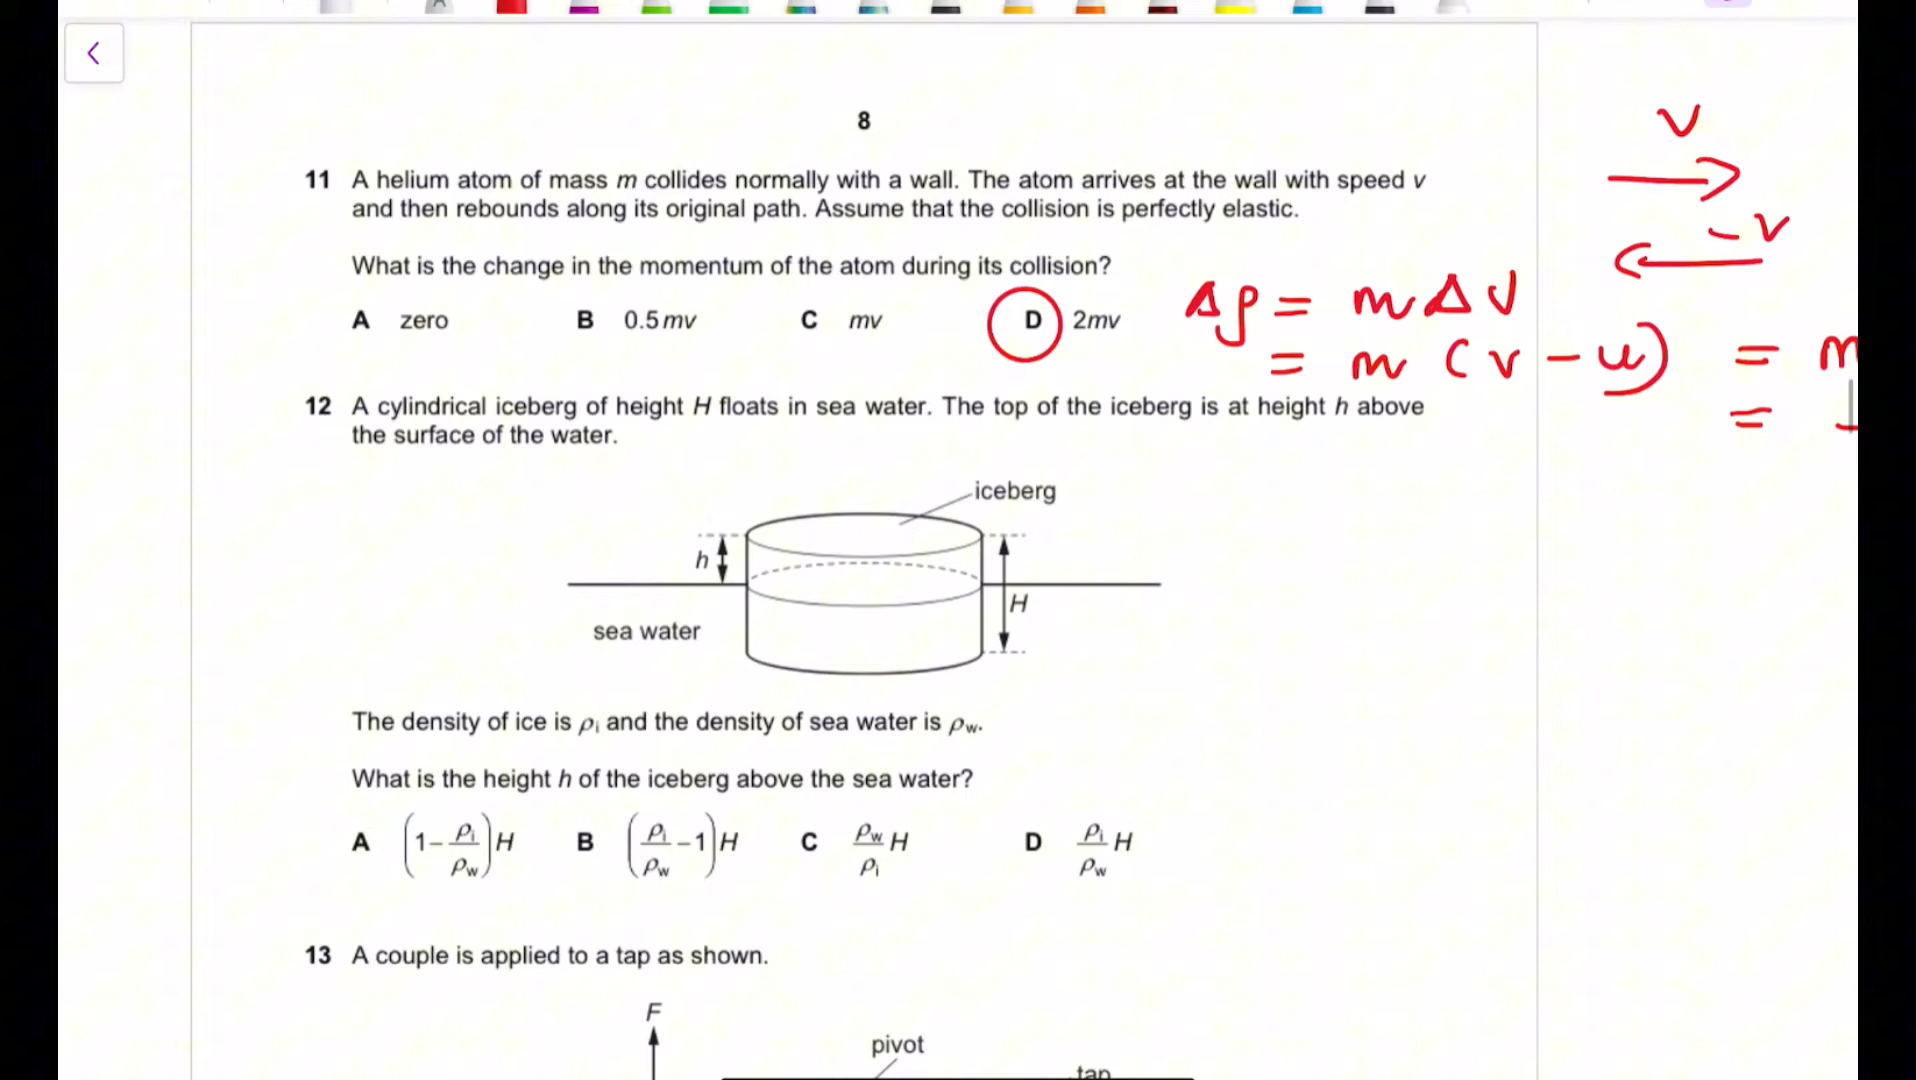 8
11 A helium atom of mass m collides normally with a wall. The atom arrives at the wall with speed v
and then rebounds along its original path. Assume that the collision is perfectly elastic.
What is the change in the momentum of the atom during its collision?
A zero B 0.5mv C mv D 2mv
V
-V
Δp = mΔV
= m (v - u) = m
=
12 A cylindrical iceberg of height H floats in sea water. The top of the iceberg is at height h above
the surface of the water.
iceberg
h
H
sea water
The density of ice is ρi and the density of sea water is ρw.
What is the height h of the iceberg above the sea water?
A (1 - ρi/ρw)H B (ρi/ρw - 1)H C ρw/ρi H D ρi/ρw H
13 A couple is applied to a tap as shown.
F
pivot
tap